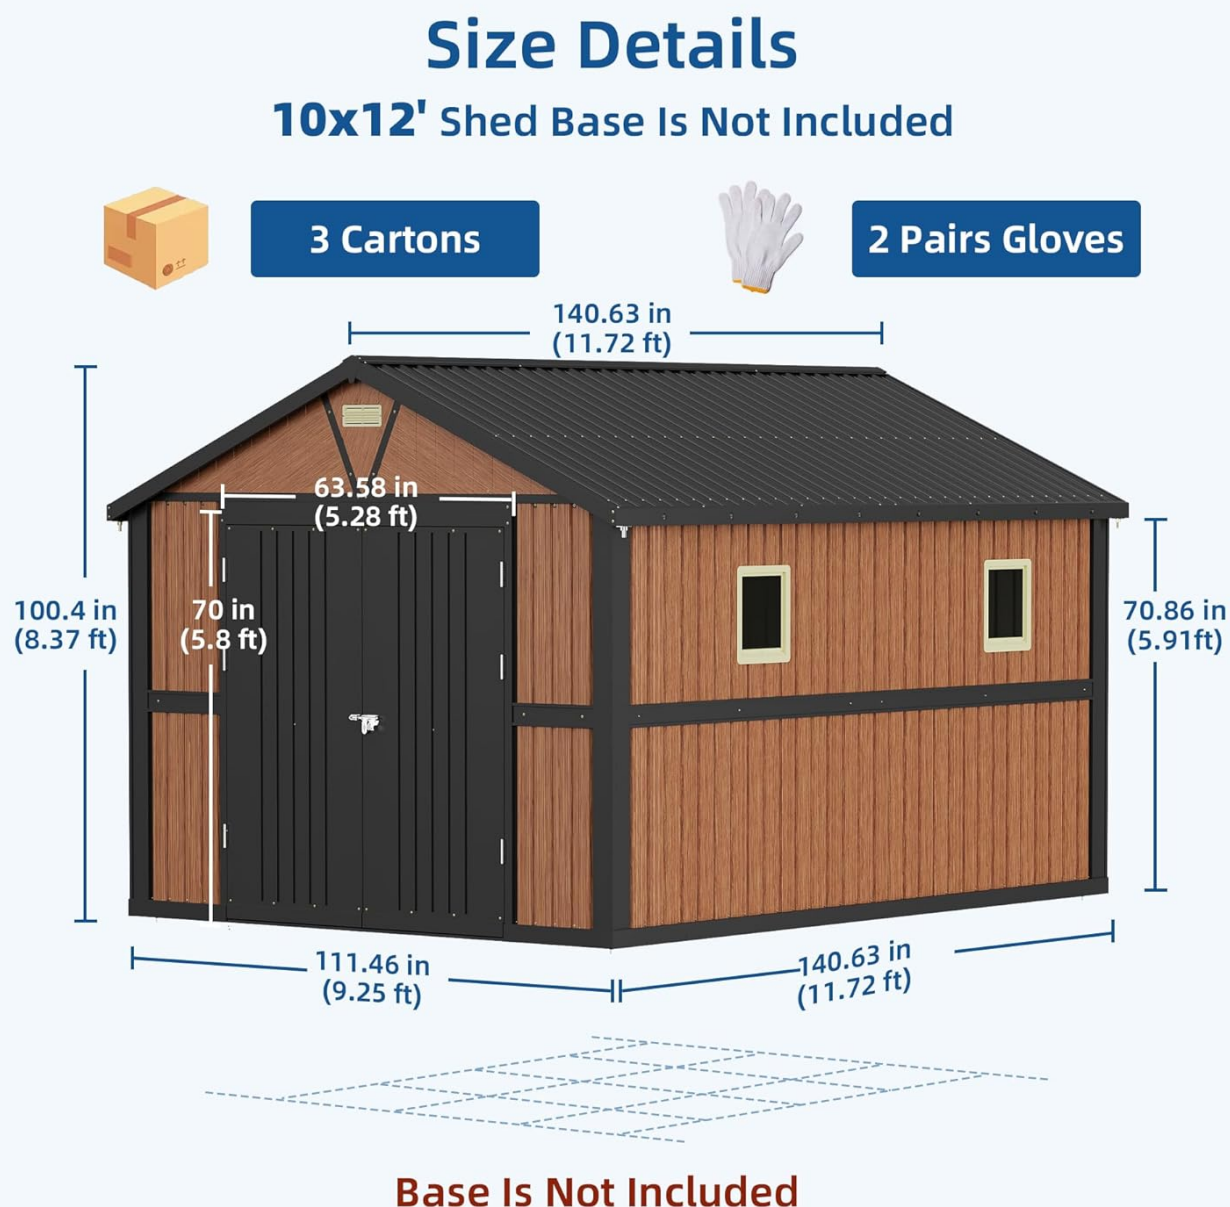 Size Details
10x12' Shed Base Is Not Included
3 Cartons
2 Pairs Gloves
140.63 in
(11.72 ft)
63.58 in
(5.28 ft)
100.4 in
(8.37 ft)
70 in
(5.8 ft)
70.86 in
(5.91ft)
111.46 in
(9.25 ft)
140.63 in
(11.72 ft)
Base Is Not Included